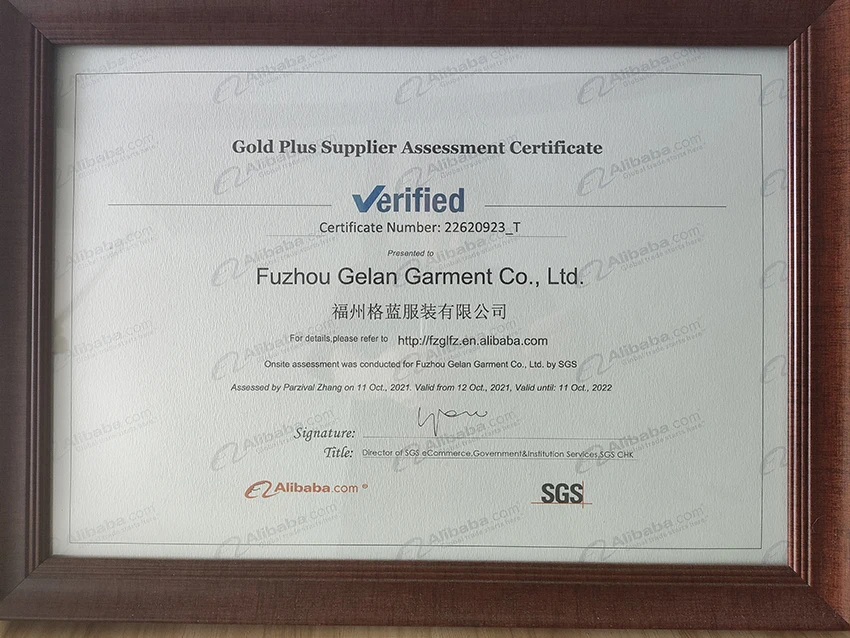 Gold Plus Supplier Assessment Certificate
Verified
Certificate Number: 22620923_T
Presented to
Fuzhou Gelan Garment Co., Ltd.
福州格蓝服装有限公司
For details,please refer to http://fzglfz.en.alibaba.com
Onsite assessment was conducted for Fuzhou Gelan Garment Co., Ltd. by SGS
Assessed by Parzival Zhang on 11 Oct., 2021. Valid from 12 Oct., 2021, Valid until: 11 Oct., 2022
Signature:
Title: Director of SGS eCommerce,Government&Institution Services,SGS CHK
Alibaba.com®
SGS